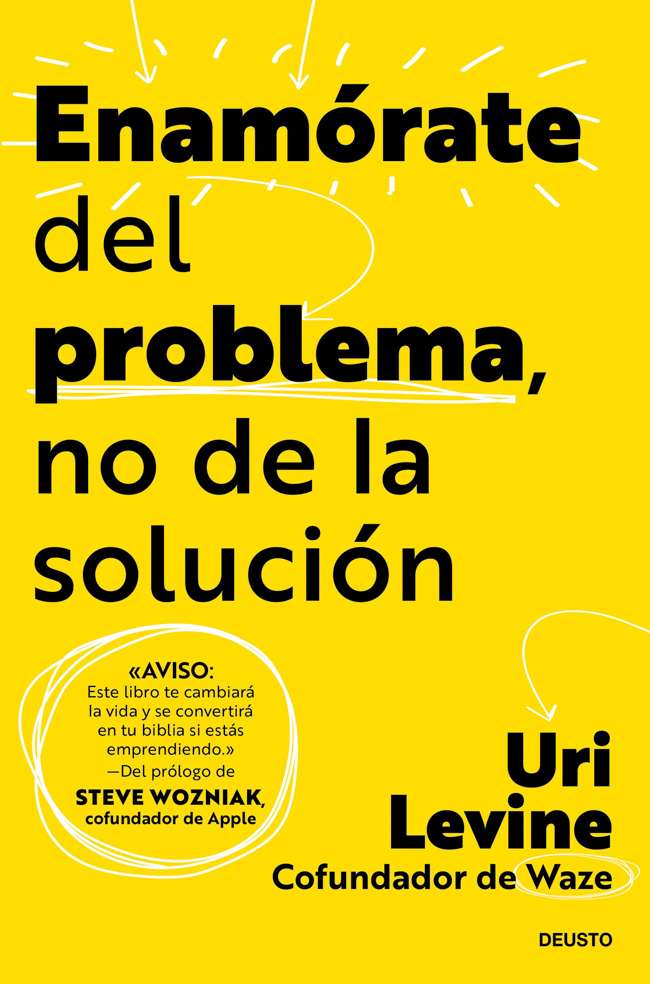 Enamórate
del
problema,
no de la
solución
«AVISO:
Este libro te cambiará
la vida y se convertirá
en tu biblia si estás
emprendiendo.»
—Del prólogo de
STEVE WOZNIAK,
cofundador de Apple
Uri
Levine
Cofundador de Waze
DEUSTO